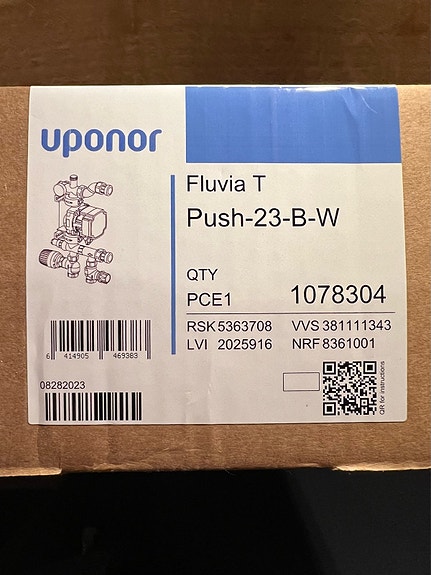 uponor
Fluvia T
Push-23-B-W
QTY
PCE1 1078304
RSK 5363708 VVS 381111343
LVI 2025916 NRF 8361001
6 414905 469383
08282023
QR for instructions